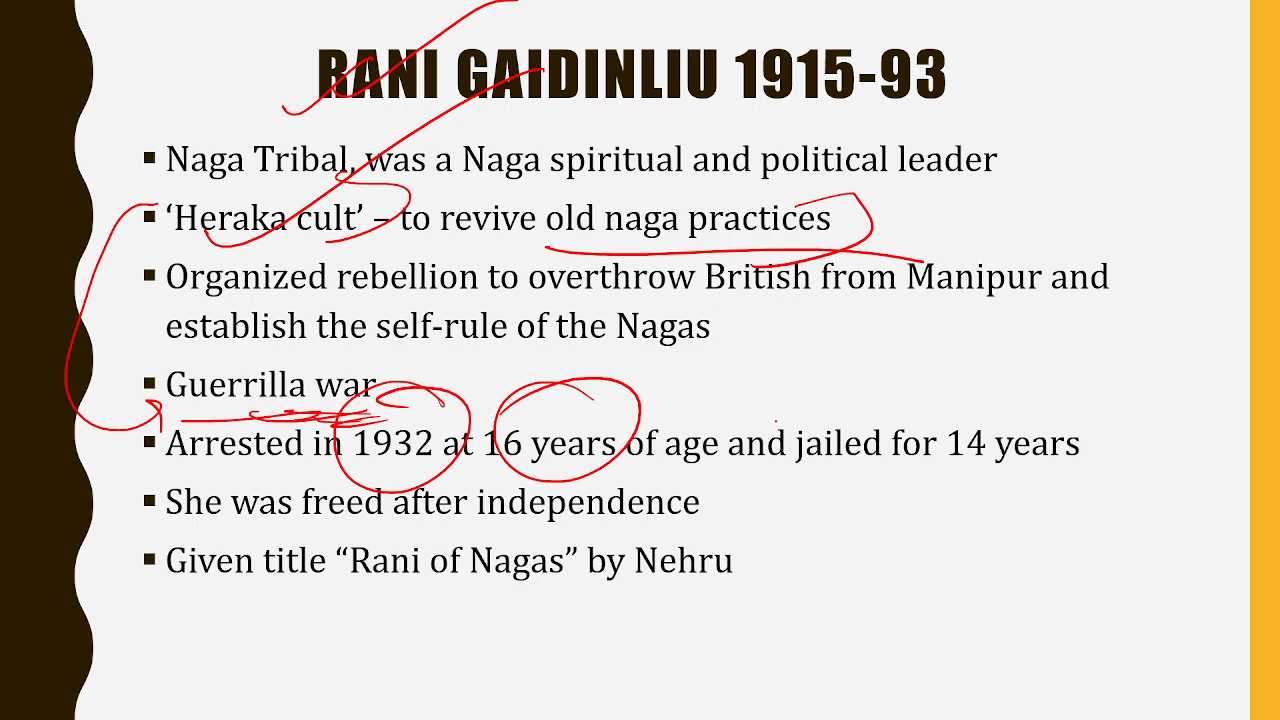 RANI GAIDINLIU 1915-93
▪ Naga Tribal, was a Naga spiritual and political leader
▪ ‘Heraka cult’ – to revive old naga practices
▪ Organized rebellion to overthrow British from Manipur and
establish the self-rule of the Nagas
▪ Guerrilla war
▪ Arrested in 1932 at 16 years of age and jailed for 14 years
▪ She was freed after independence
▪ Given title “Rani of Nagas” by Nehru